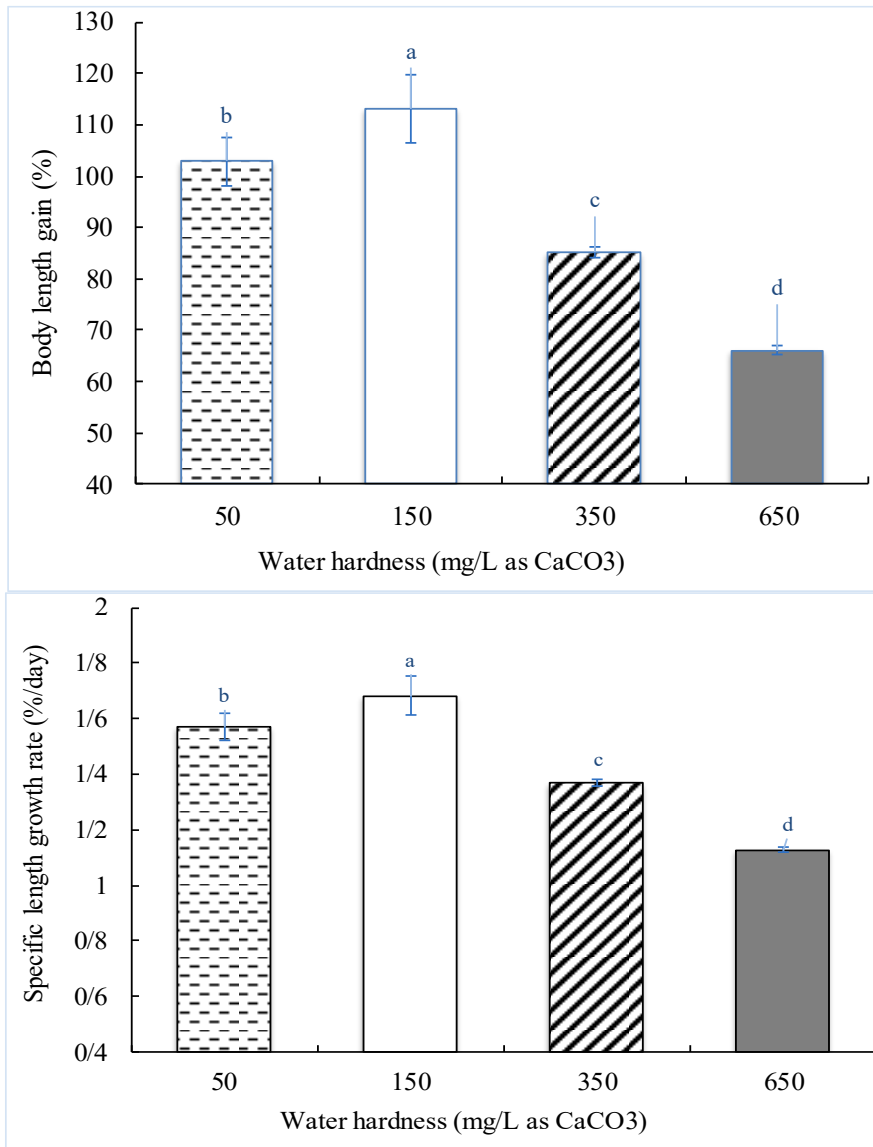 130
120
110
100
90
80
70
60
50
40
Body length gain (%)
b
a
c
d
50 150 350 650
Water hardness (mg/L as CaCO3)
2
1/8
1/6
1/4
1/2
1
0/8
0/6
0/4
Specific length growth rate (%/day)
b
a
c
d
50 150 350 650
Water hardness (mg/L as CaCO3)